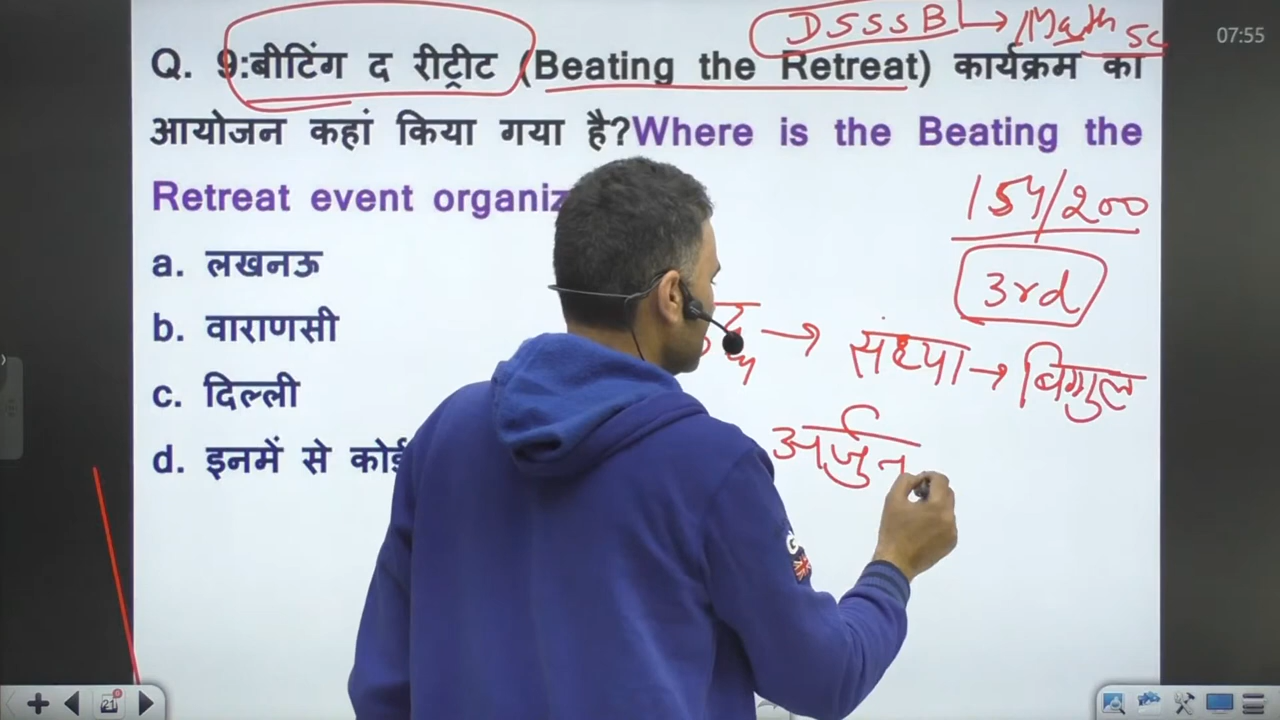 DSSSB → Math Sc
07:55
Q. 9:बीटिंग द रीट्रीट (Beating the Retreat) कार्यक्रम का
आयोजन कहां किया गया है?Where is the Beating the
Retreat event organiz
a. लखनऊ
b. वाराणसी
c. दिल्ली
d. इनमें से कोई
154/200
3rd
→ संध्या → बिगुल
अर्जुन
21